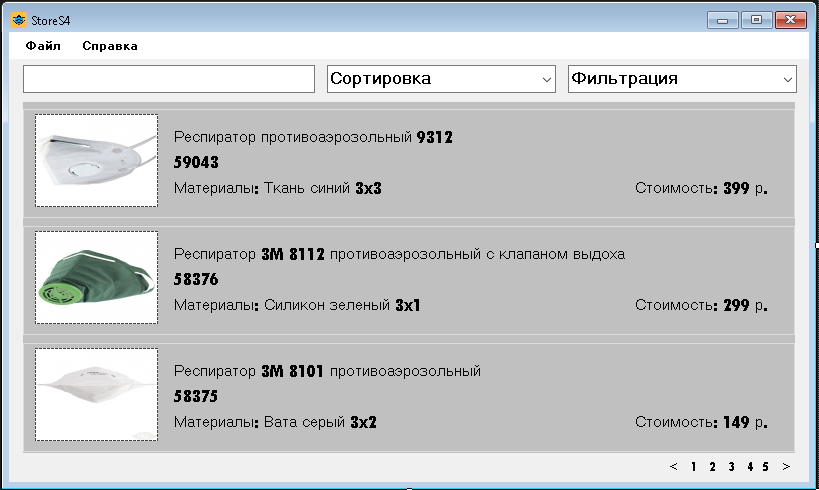 StoreS4
Файл Справка
Сортировка Фильтрация
Респиратор противоаэрозольный 9312
59043
Материалы: Ткань синий 3x3 Стоимость: 399 р.
Респиратор 3М 8112 противоаэрозольный с клапаном выдоха
58376
Материалы: Силикон зеленый 3x1 Стоимость: 299 р.
Респиратор 3М 8101 противоаэрозольный
58375
Материалы: Вата серый 3x2 Стоимость: 149 р.
< 1 2 3 4 5 >